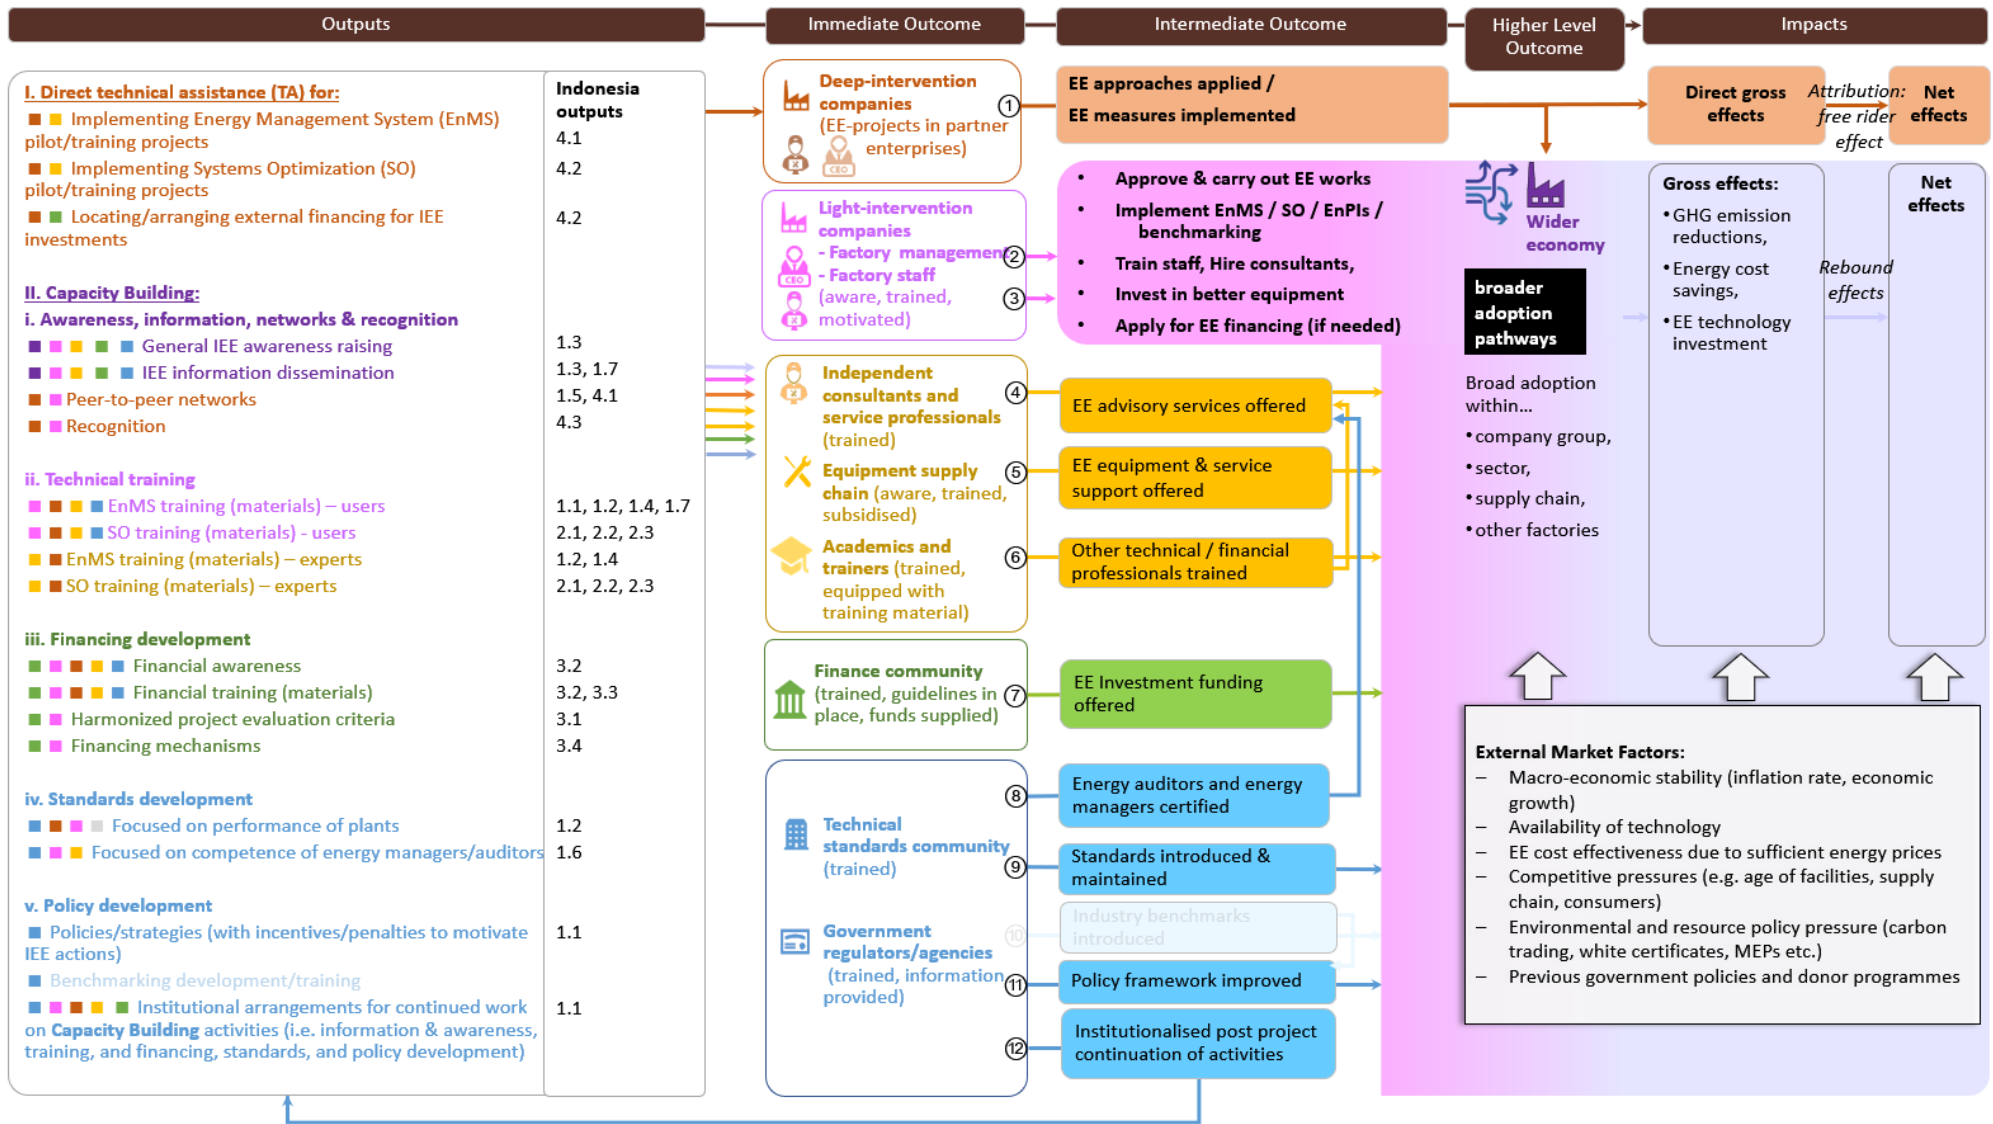 Outputs
Immediate Outcome
Intermediate Outcome
Higher Level
Outcome
Impacts
I. Direct technical assistance (TA) for:
Implementing Energy Management System (EnMS)
pilot/training projects
Implementing Systems Optimization (SO)
pilot/training projects
Locating/arranging external financing for IEE
investments
II. Capacity Building:
i. Awareness, information, networks & recognition
General IEE awareness raising
IEE information dissemination
Peer-to-peer networks
Recognition
ii. Technical training
EnMS training (materials) – users
SO training (materials) - users
EnMS training (materials) – experts
SO training (materials) – experts
iii. Financing development
Financial awareness
Financial training (materials)
Harmonized project evaluation criteria
Financing mechanisms
iv. Standards development
Focused on performance of plants
Focused on competence of energy managers/auditors
v. Policy development
Policies/strategies (with incentives/penalties to motivate
IEE actions)
Benchmarking development/training
Institutional arrangements for continued work
on Capacity Building activities (i.e. information & awareness,
training, and financing, standards, and policy development)
Indonesia
outputs
4.1
4.2
4.2
1.3
1.3, 1.7
1.5, 4.1
4.3
1.1, 1.2, 1.4, 1.7
2.1, 2.2, 2.3
1.2, 1.4
2.1, 2.2, 2.3
3.2
3.2, 3.3
3.1
3.4
1.2
1.6
1.1
1.1
Deep-intervention
companies
(EE-projects in partner
enterprises)
CEO
1
Light-intervention
companies
- Factory management
- Factory staff
(aware, trained,
motivated)
CEO
2
3
Independent
consultants and
service professionals
(trained)
4
Equipment supply
chain (aware, trained,
subsidised)
5
Academics and
trainers (trained,
equipped with
training material)
6
Finance community
(trained, guidelines in
place, funds supplied)
7
Technical
standards community
(trained)
8
9
Government
regulators/agencies
(trained, information
provided)
10
11
12
EE approaches applied /
EE measures implemented
• Approve & carry out EE works
• Implement EnMS / SO / EnPIs /
benchmarking
• Train staff, Hire consultants,
• Invest in better equipment
• Apply for EE financing (if needed)
EE advisory services offered
EE equipment & service
support offered
Other technical / financial
professionals trained
EE Investment funding
offered
Energy auditors and energy
managers certified
Standards introduced &
maintained
Industry benchmarks
introduced
Policy framework improved
Institutionalised post project
continuation of activities
Wider
economy
broader
adoption
pathways
Broad adoption
within...
• company group,
• sector,
• supply chain,
• other factories
Direct gross
effects
Attribution:
free rider
effect
Net
effects
Gross effects:
• GHG emission
reductions,
• Energy cost
savings,
• EE technology
investment
Rebound
effects
Net
effects
External Market Factors:
– Macro-economic stability (inflation rate, economic
growth)
– Availability of technology
– EE cost effectiveness due to sufficient energy prices
– Competitive pressures (e.g. age of facilities, supply
chain, consumers)
– Environmental and resource policy pressure (carbon
trading, white certificates, MEPs etc.)
– Previous government policies and donor programmes